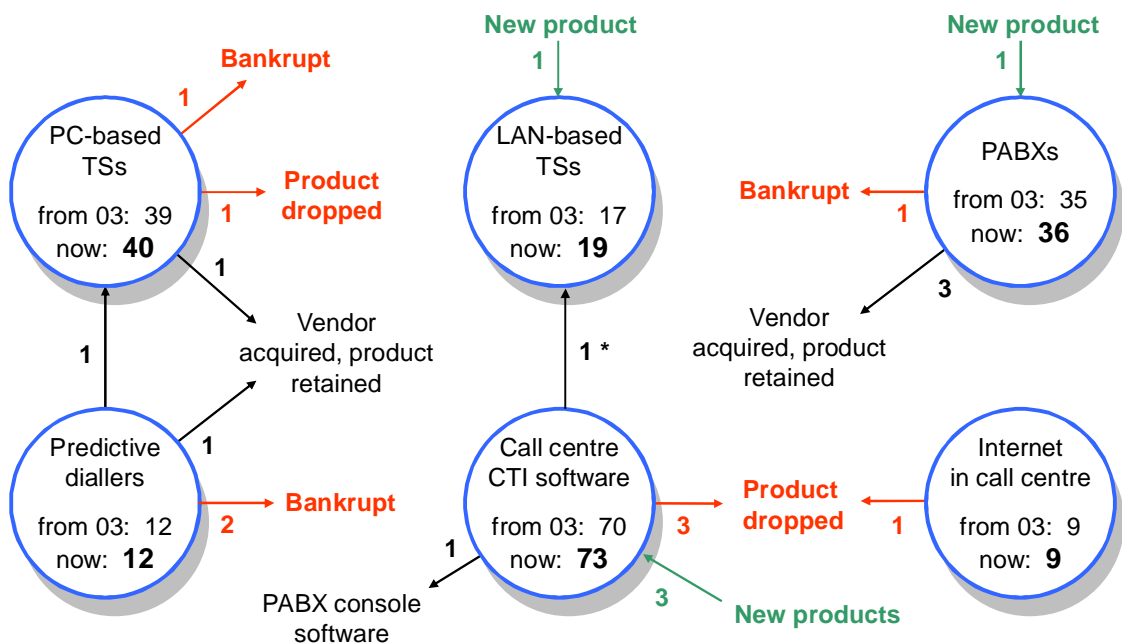 New product
1
New product
1
Bankrupt
1
PC-based
TSs
from 03: 39
now: 40
Product
dropped
1
1
LAN-based
TSs
from 03: 17
now: 19
PABXs
from 03: 35
now: 36
Bankrupt
1
3
Vendor
acquired, product
retained
Vendor
acquired, product
retained
1
1 *
1
Predictive
diallers
from 03: 12
now: 12
Bankrupt
2
Call centre
CTI software
from 03: 70
now: 73
Product
dropped
3
1
Internet
in call centre
from 03: 9
now: 9
1
PABX console
software
3
New products